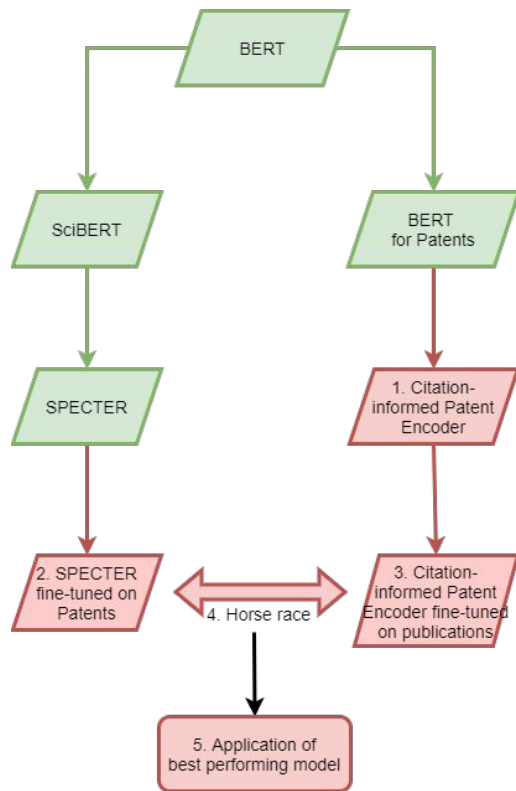 BERT
SciBERT
BERT
for Patents
SPECTER
1. Citation-
informed Patent
Encoder
2. SPECTER
fine-tuned on
Patents
4. Horse race
3. Citation-
informed Patent
Encoder fine-tuned
on publications
5. Application of
best performing model